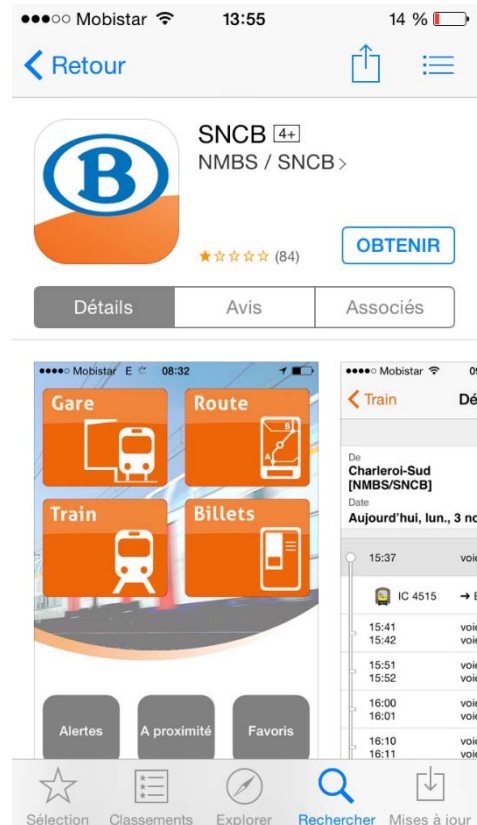 Mobistar 13:55 14 %
Retour
B
SNCB 4+
NMBS / SNCB
(84)
OBTENIR
Détails Avis Associés
Mobistar E 08:32
Gare Route
B
A
Train Billets
Alertes A proximité Favoris
Mobistar
Train
De
Charleroi-Sud
[NMBS/SNCB]
Date
Aujourd'hui, lun., 3
15:37
IC 4515
15:41
15:42
15:51
15:52
16:00
16:01
16:10
16:11
Sélection Classements Explorer Rechercher Mises à jour